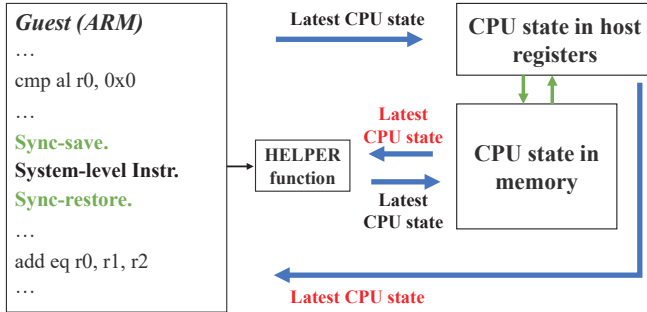 Guest (ARM)
…
cmp al r0, 0x0
…
Sync-save.
System-level Instr.
Sync-restore.
…
add eq r0, r1, r2
…
Latest CPU state
CPU state in host
registers
Latest
CPU state
HELPER
function
Latest
CPU state
CPU state in
memory
Latest CPU state